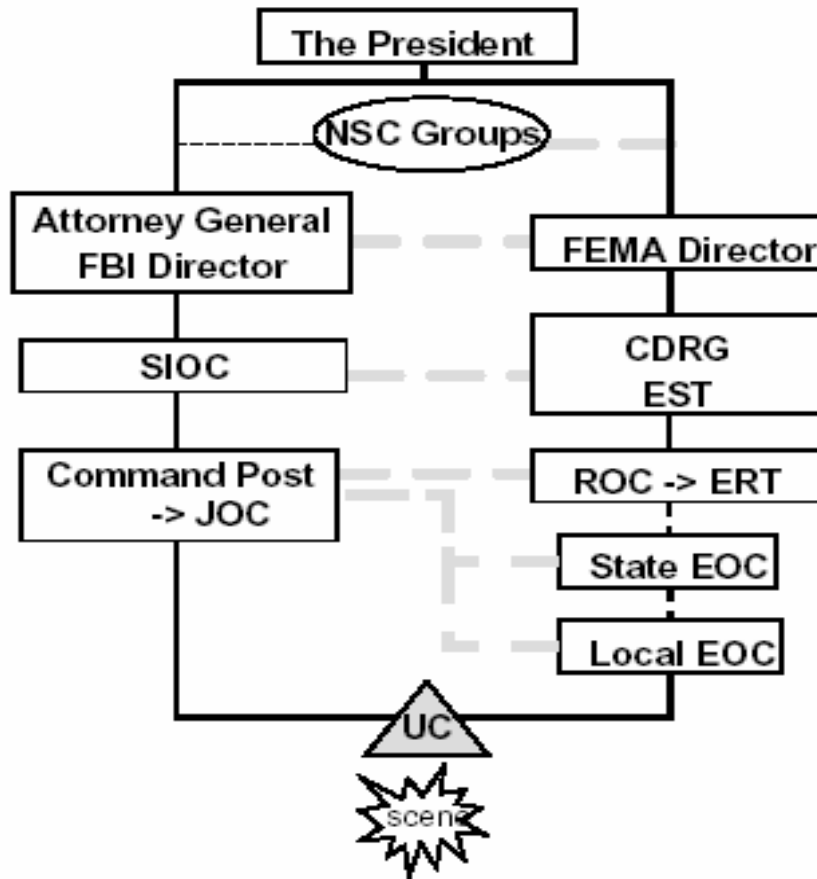 The President
NSC Groups
Attorney General
FBI Director
FEMA Director
SIOC
CDRG
EST
Command Post
-> JOC
ROC -> ERT
State EOC
Local EOC
UC
scene